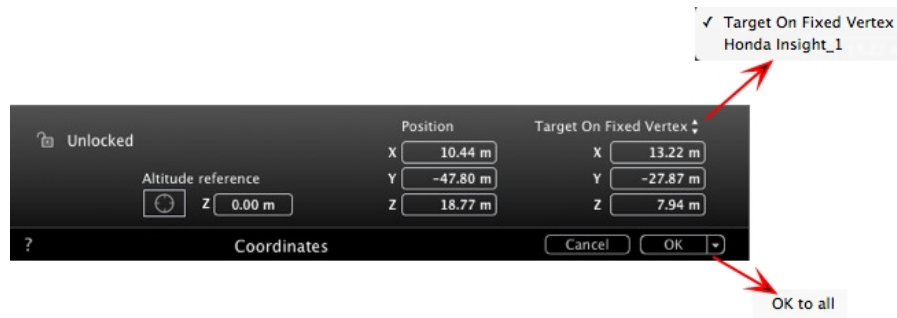 ✓ Target On Fixed Vertex
Honda Insight_1
Unlocked
Position
Target On Fixed Vertex
X 10.44 m
X 13.22 m
Altitude reference
Y -47.80 m
Y -27.87 m
Z 0.00 m
Z 18.77 m
Z 7.94 m
?
Coordinates
Cancel
OK
OK to all